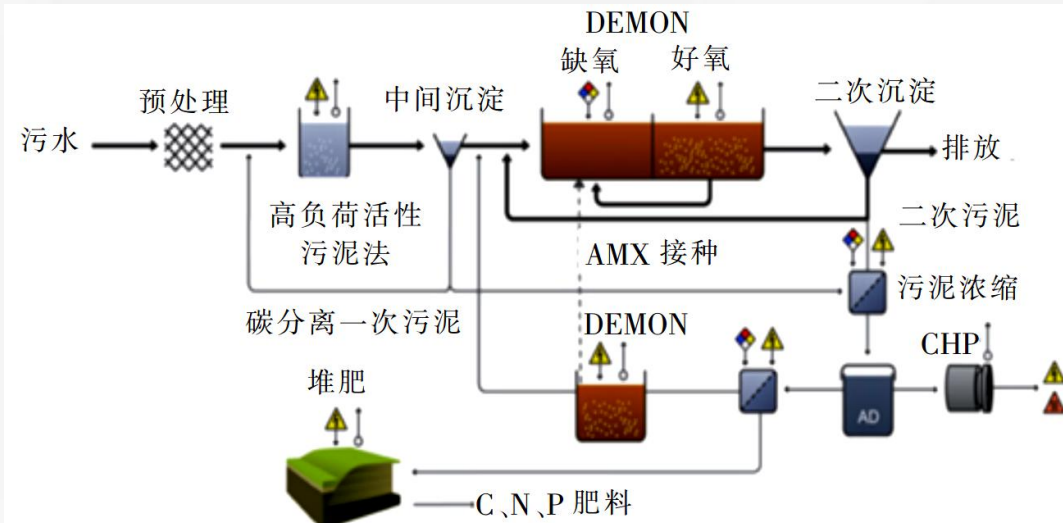 DEMON
缺氧
好氧
预处理
中间沉淀
二次沉淀
污水
排放
高负荷活性
污泥法
二次污泥
AMX 接种
污泥浓缩
碳分离一次污泥
DEMON
CHP
堆肥
AD
C、N、P 肥料